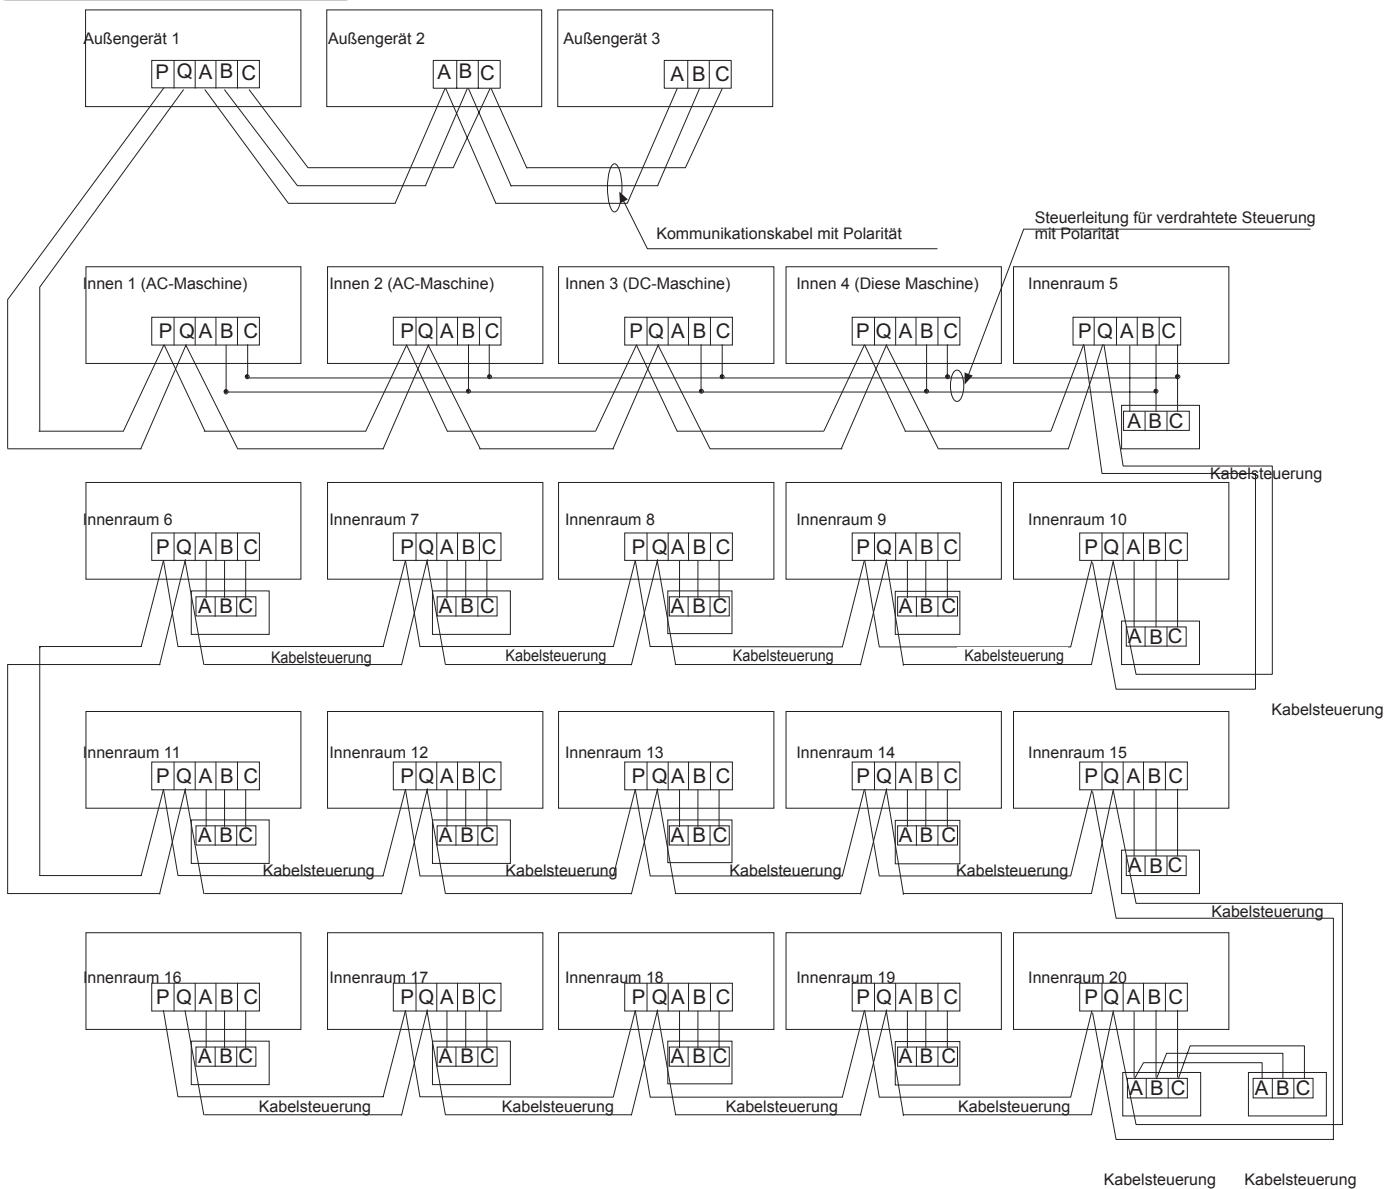 Außengerät 1 Außengerät 2 Außengerät 3
P Q A B C A B C A B C
Steuerleitung für verdrahtete Steuerung
mit Polarität
Kommunikationskabel mit Polarität
Innen 1 (AC-Maschine) Innen 2 (AC-Maschine) Innen 3 (DC-Maschine) Innen 4 (Diese Maschine) Innenraum 5
P Q A B C P Q A B C P Q A B C P Q A B C P Q A B C
A B C
Kabelsteuerung
Innenraum 6 Innenraum 7 Innenraum 8 Innenraum 9 Innenraum 10
P Q A B C P Q A B C P Q A B C P Q A B C P Q A B C
A B C A B C A B C A B C
A B C
Kabelsteuerung Kabelsteuerung Kabelsteuerung Kabelsteuerung
Kabelsteuerung
Innenraum 11 Innenraum 12 Innenraum 13 Innenraum 14 Innenraum 15
P Q A B C P Q A B C P Q A B C P Q A B C P Q A B C
A B C A B C A B C A B C
A B C
Kabelsteuerung Kabelsteuerung Kabelsteuerung Kabelsteuerung
Kabelsteuerung
Innenraum 16 Innenraum 17 Innenraum 18 Innenraum 19 Innenraum 20
P Q A B C P Q A B C P Q A B C P Q A B C P Q A B C
A B C A B C A B C A B C
A B C A B C
Kabelsteuerung Kabelsteuerung Kabelsteuerung Kabelsteuerung
Kabelsteuerung Kabelsteuerung